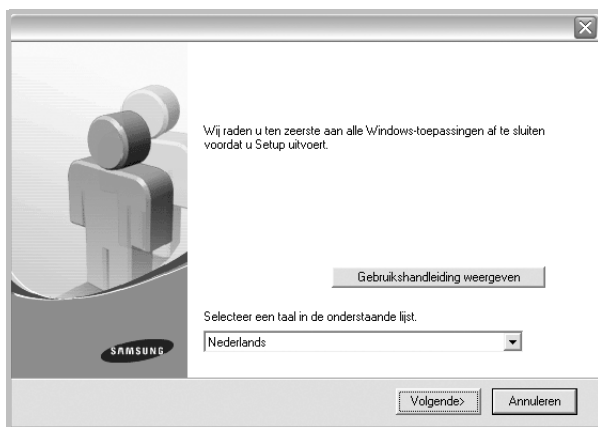 Wij raden u ten zeerste aan alle Windows-toepassingen af te sluiten
voordat u Setup uitvoert.
Gebruikshandleiding weergeven
Selecteer een taal in de onderstaande lijst.
Nederlands
SAMSUNG
Volgende>
Annuleren